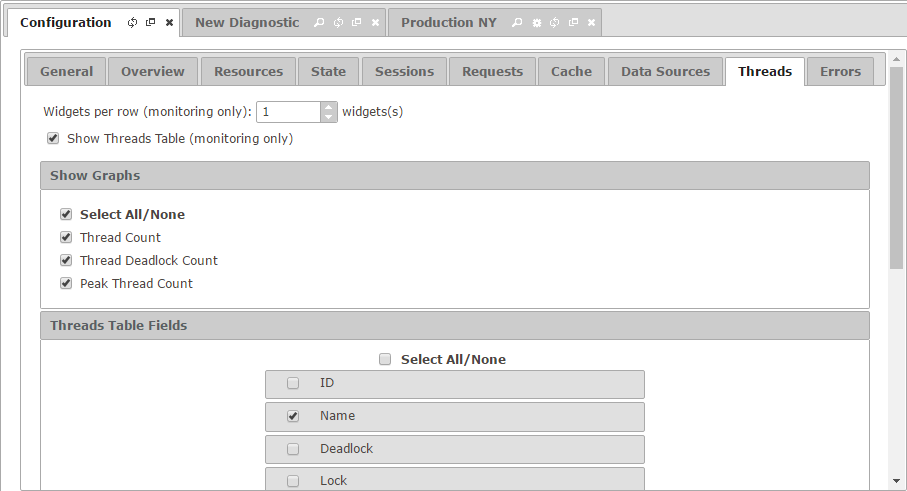 Configuration New Diagnostic Production NY
General Overview Resources State Sessions Requests Cache Data Sources Threads Errors
Widgets per row (monitoring only): 1 widgets(s)
Show Threads Table (monitoring only)
Show Graphs
Select All/None
Thread Count
Thread Deadlock Count
Peak Thread Count
Threads Table Fields
Select All/None
ID
Name
Deadlock
Lock